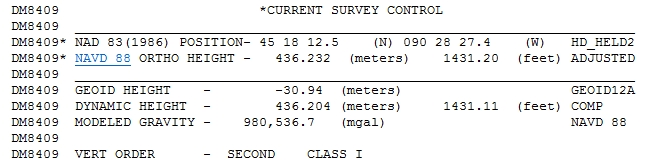 DM8409 *CURRENT SURVEY CONTROL
DM8409
DM8409* NAD 83(1986) POSITION- 45 18 12.5 (N) 090 28 27.4 (W) HD_HELD2
DM8409* NAVD 88 ORTHO HEIGHT - 436.232 (meters) 1431.20 (feet) ADJUSTED
DM8409
DM8409 GEOID HEIGHT - -30.94 (meters) GEOID12A
DM8409 DYNAMIC HEIGHT - 436.204 (meters) 1431.11 (feet) COMP
DM8409 MODELED GRAVITY - 980,536.7 (mgal) NAVD 88
DM8409
DM8409 VERT ORDER - SECOND CLASS I